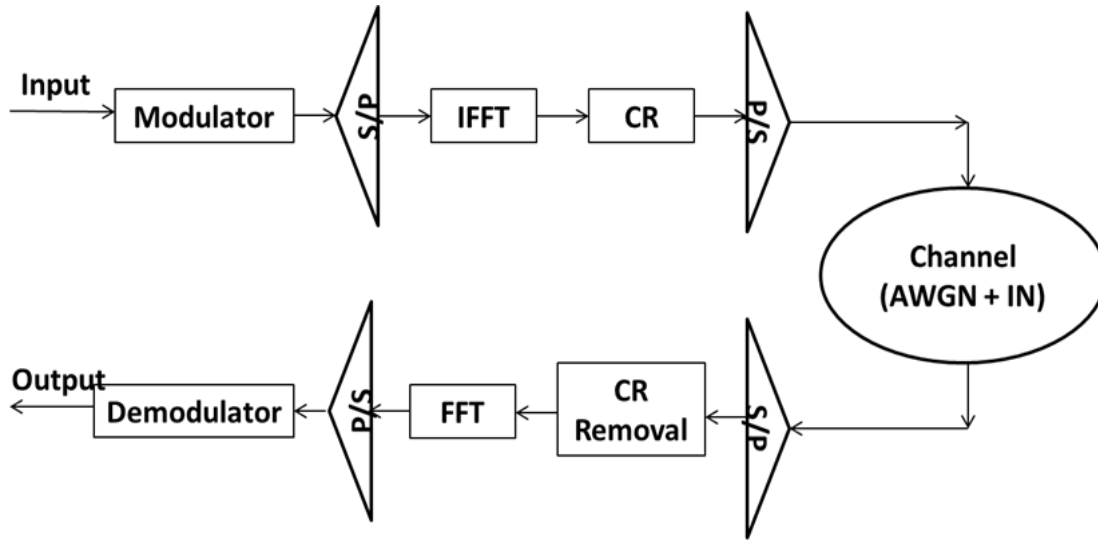 Input
Modulator
S/P
IFFT
CR
P/S
Channel
(AWGN + IN)
Output
Demodulator
P/S
FFT
CR
Removal
S/P